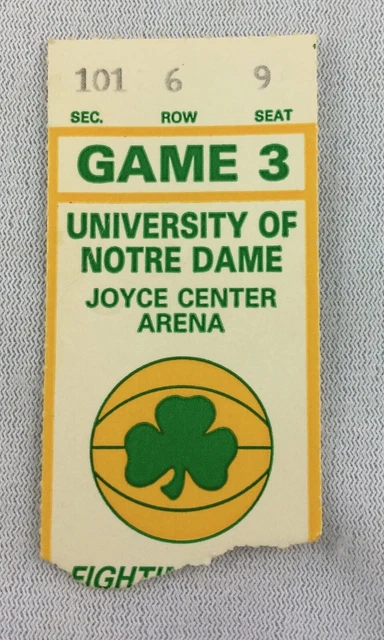 101 6 9
SEC. ROW SEAT
GAME 3
UNIVERSITY OF
NOTRE DAME
JOYCE CENTER
ARENA